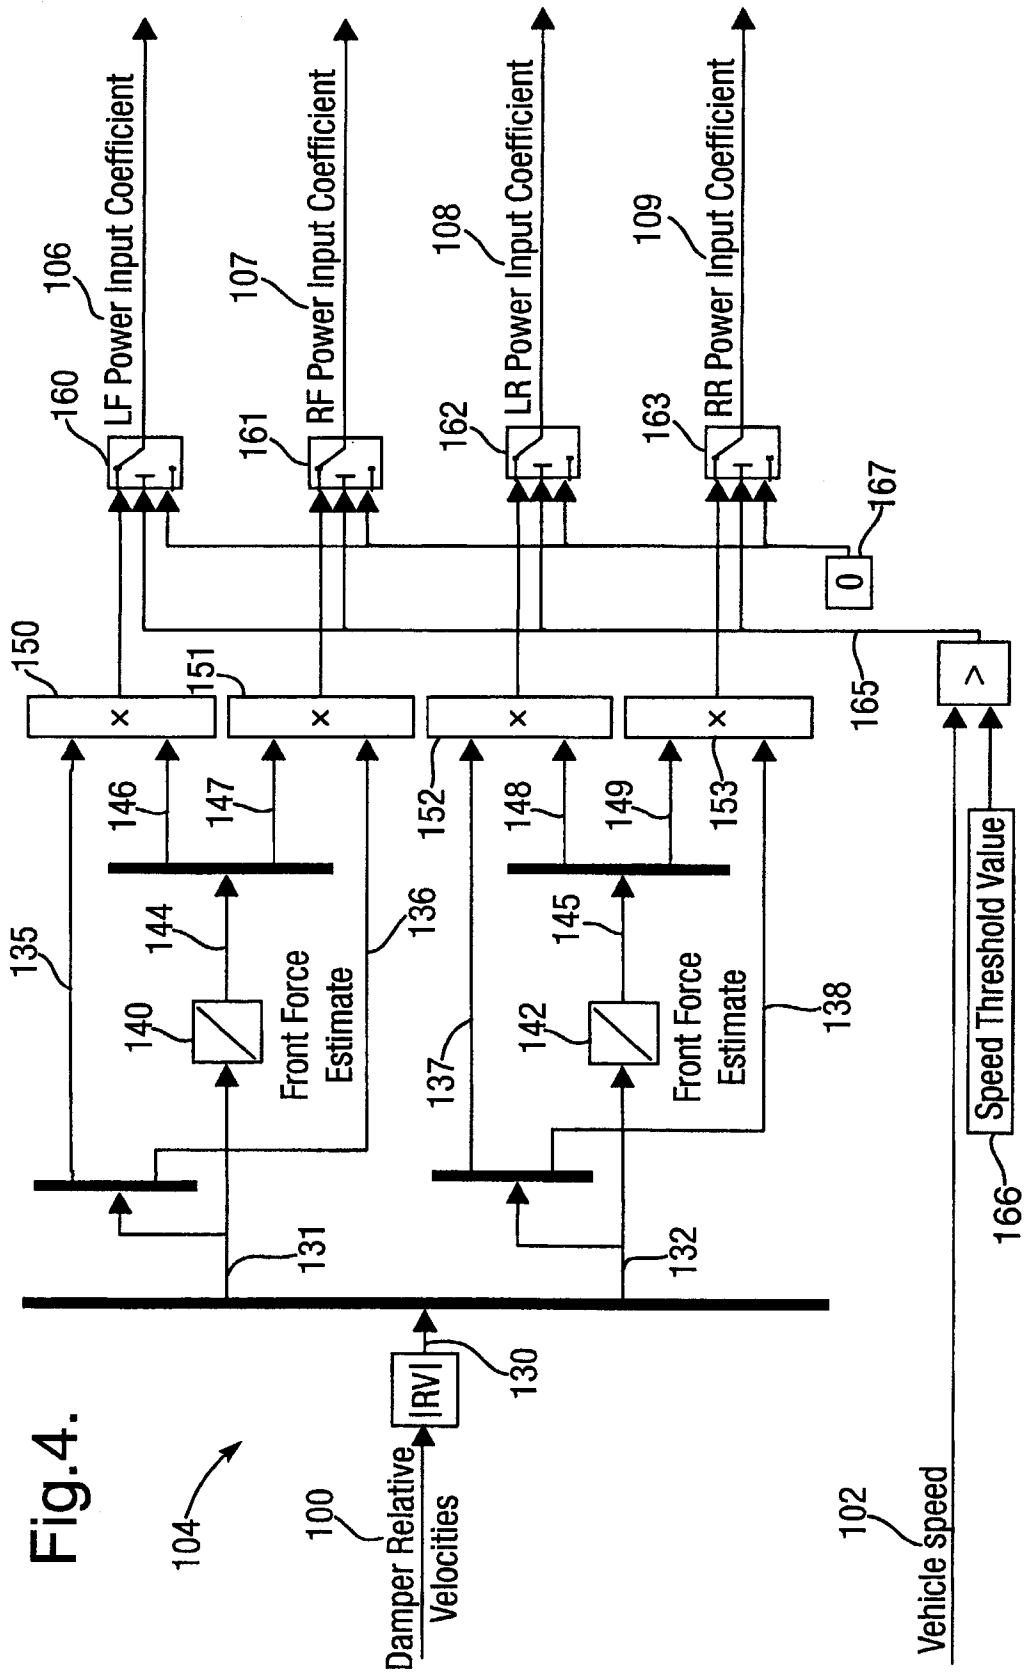 Fig.4.
104
100
Damper Relative
Velocities
|RV|
130
131
132
135
140
144
Front Force
Estimate
136
146
147
137
142
145
Front Force
Estimate
138
148
149
150
x
151
x
152
x
153
x
160
106
LF Power Input Coefficient
161
107
RF Power Input Coefficient
162
108
LR Power Input Coefficient
163
109
RR Power Input Coefficient
0
167
165
>
102
Vehicle speed
Speed Threshold Value
166